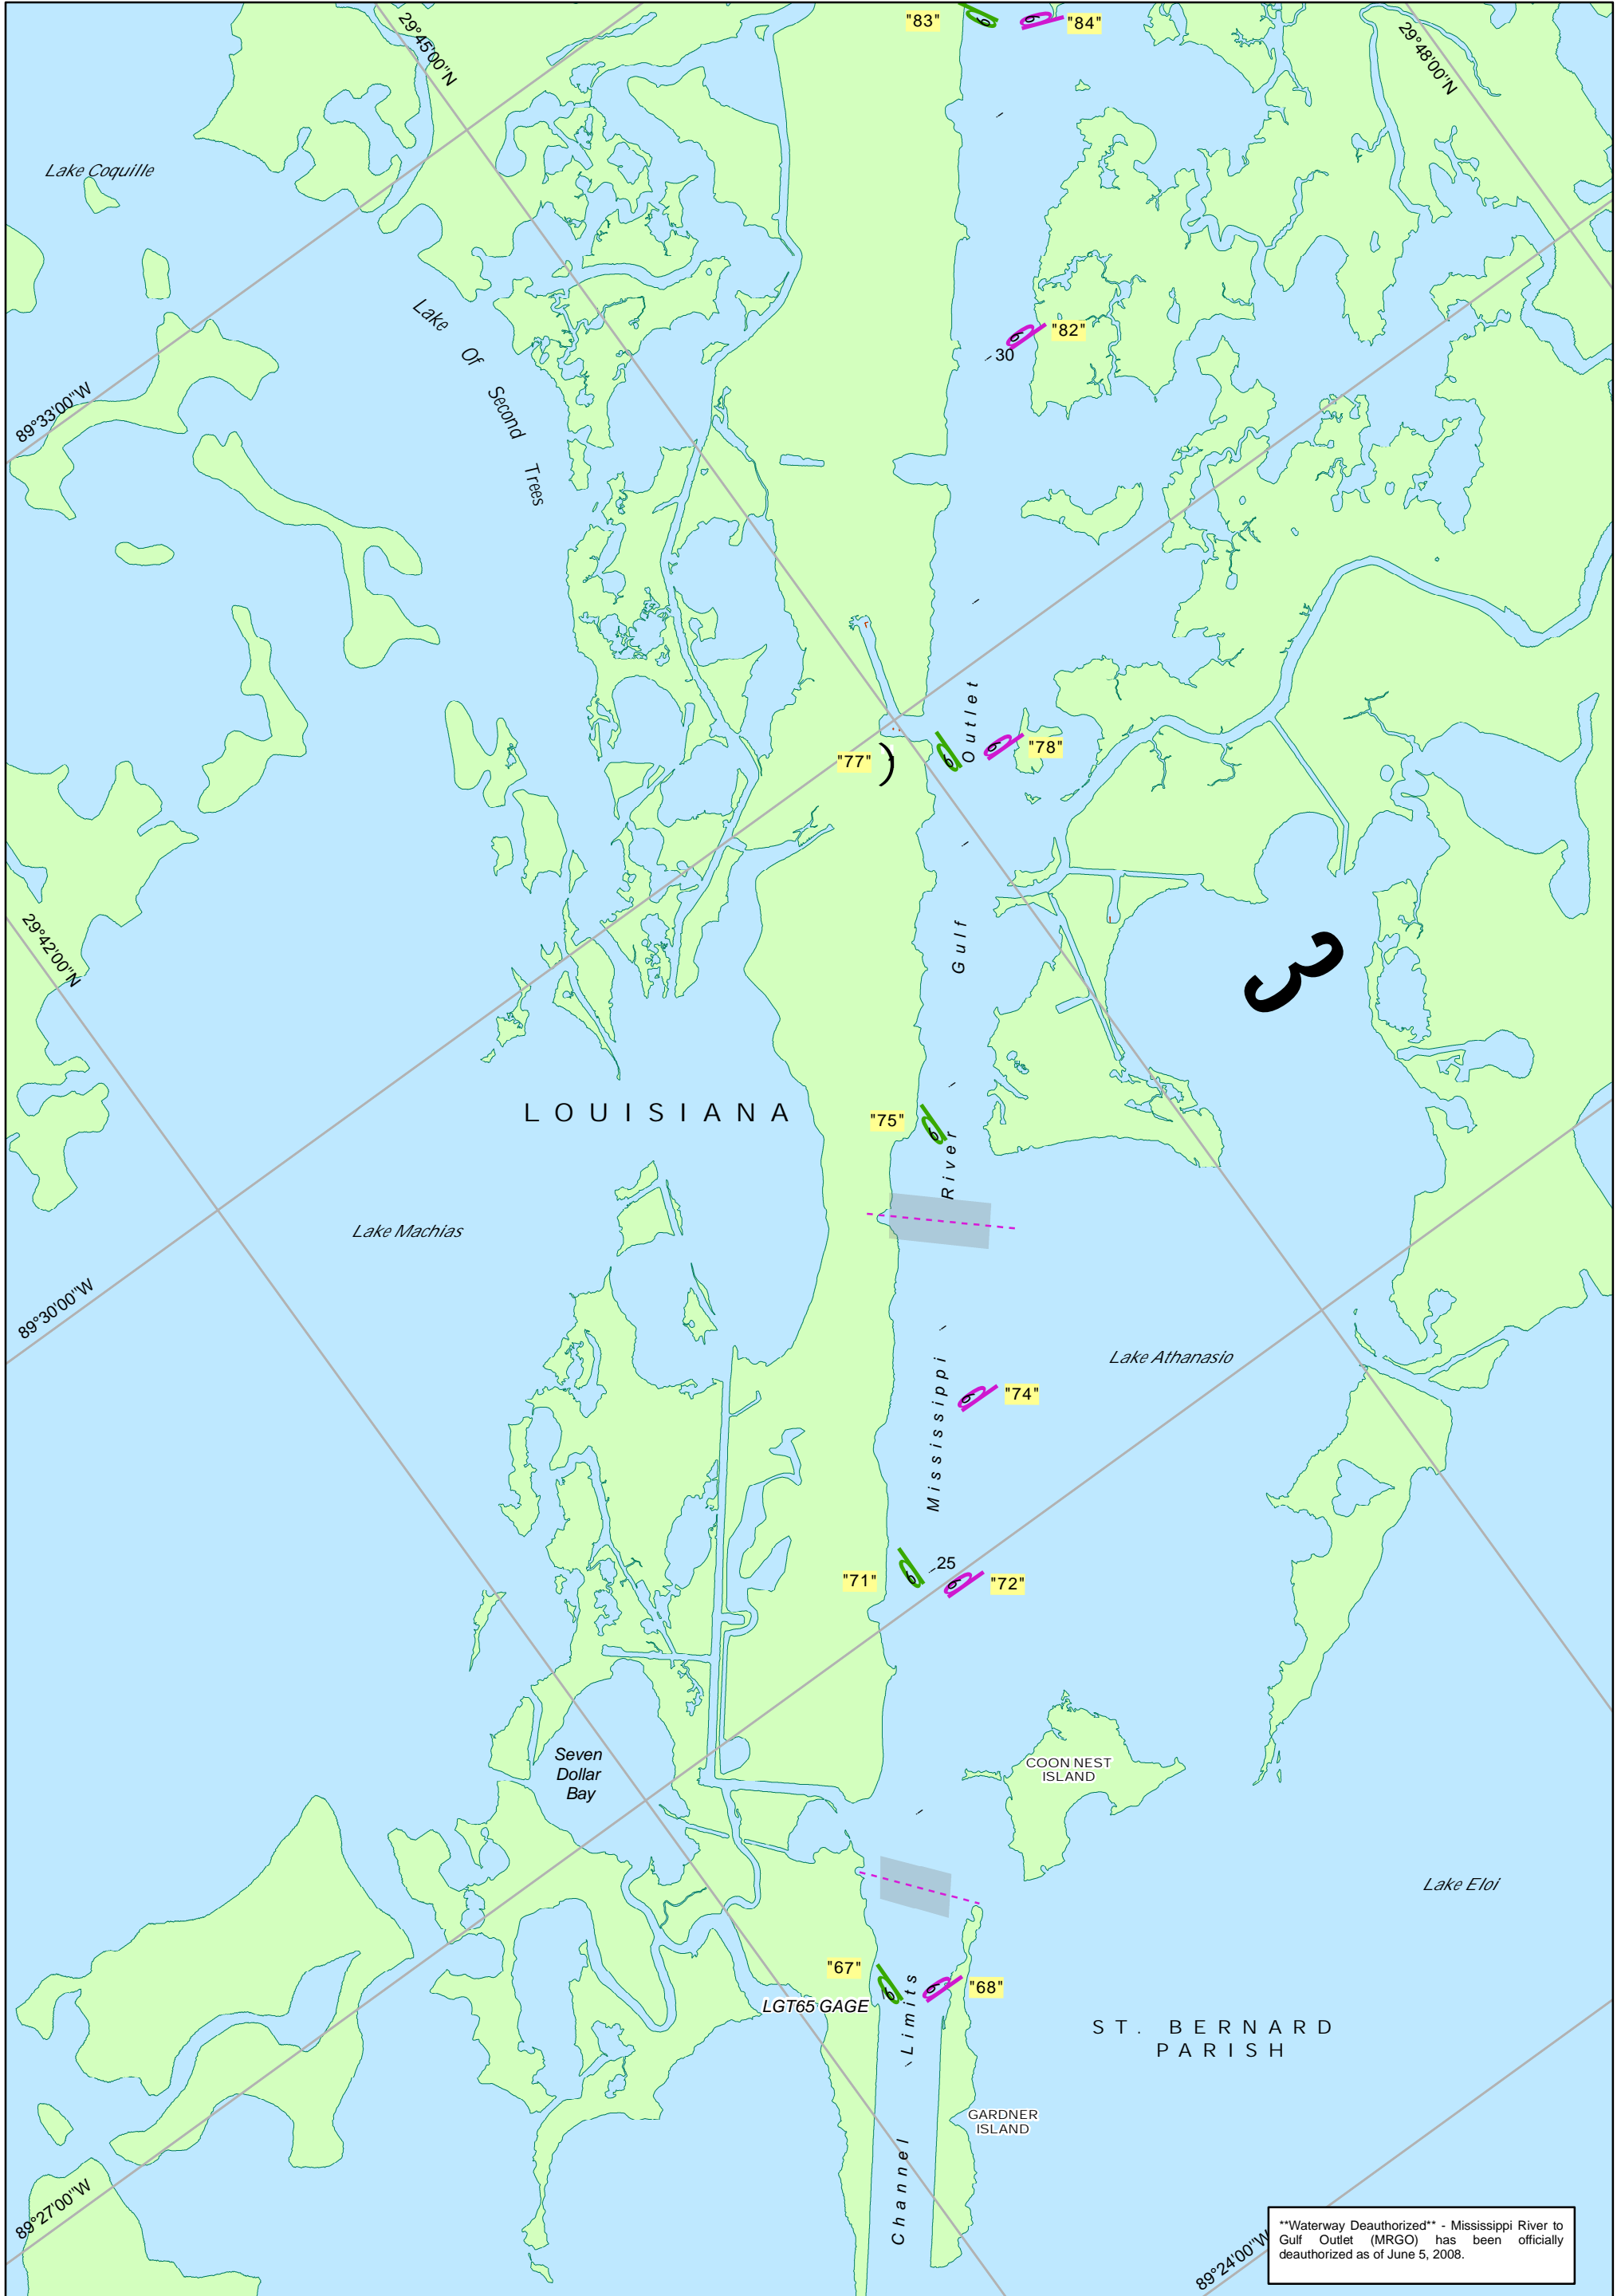 "83"
"84"
29°45'00"N
29°48'00"N
Lake Coquille
Lake Of Second Trees
"82"
30
89°33'00"W
Outlet
"78"
"77"
)
Gulf
29°42'00"N
3
LOUISIANA
"75"
River
Lake Machias
89°30'00"W
Lake Athanasio
Mississippi
"74"
25
"71"
"72"
Seven
Dollar
Bay
COON NEST
ISLAND
Lake Eloi
"67"
"68"
LGT65 GAGE
Limits
ST. BERNARD
PARISH
GARDNER
ISLAND
Channel
89°27'00"W
89°24'00"W
**Waterway Deauthorized** - Mississippi River to
Gulf Outlet (MRGO) has been officially
deauthorized as of June 5, 2008.